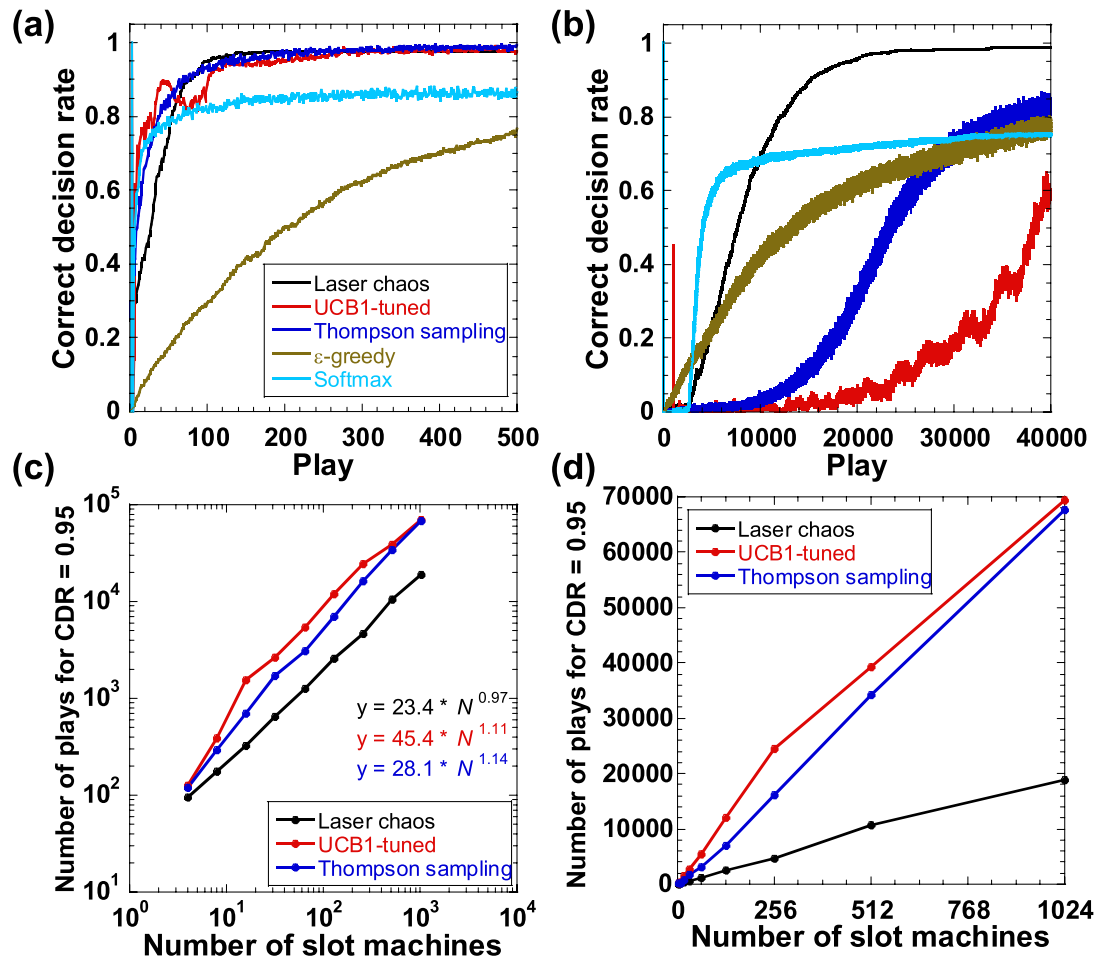 (a)
Correct decision rate
1
0.8
0.6
0.4
0.2
0
0 100 200 300 400 500
Play
Laser chaos
UCB1-tuned
Thompson sampling
ε-greedy
Softmax
(b)
Correct decision rate
1
0.8
0.6
0.4
0.2
0
0 10000 20000 30000 40000
Play
(c)
Number of plays for CDR = 0.95
10^5
10^4
10^3
10^2
10^1
10^0 10^1 10^2 10^3 10^4
Number of slot machines
y = 23.4 * N^0.97
y = 45.4 * N^1.11
y = 28.1 * N^1.14
Laser chaos
UCB1-tuned
Thompson sampling
(d)
Number of plays for CDR = 0.95
70000
60000
50000
40000
30000
20000
10000
0
0 256 512 768 1024
Number of slot machines
Laser chaos
UCB1-tuned
Thompson sampling